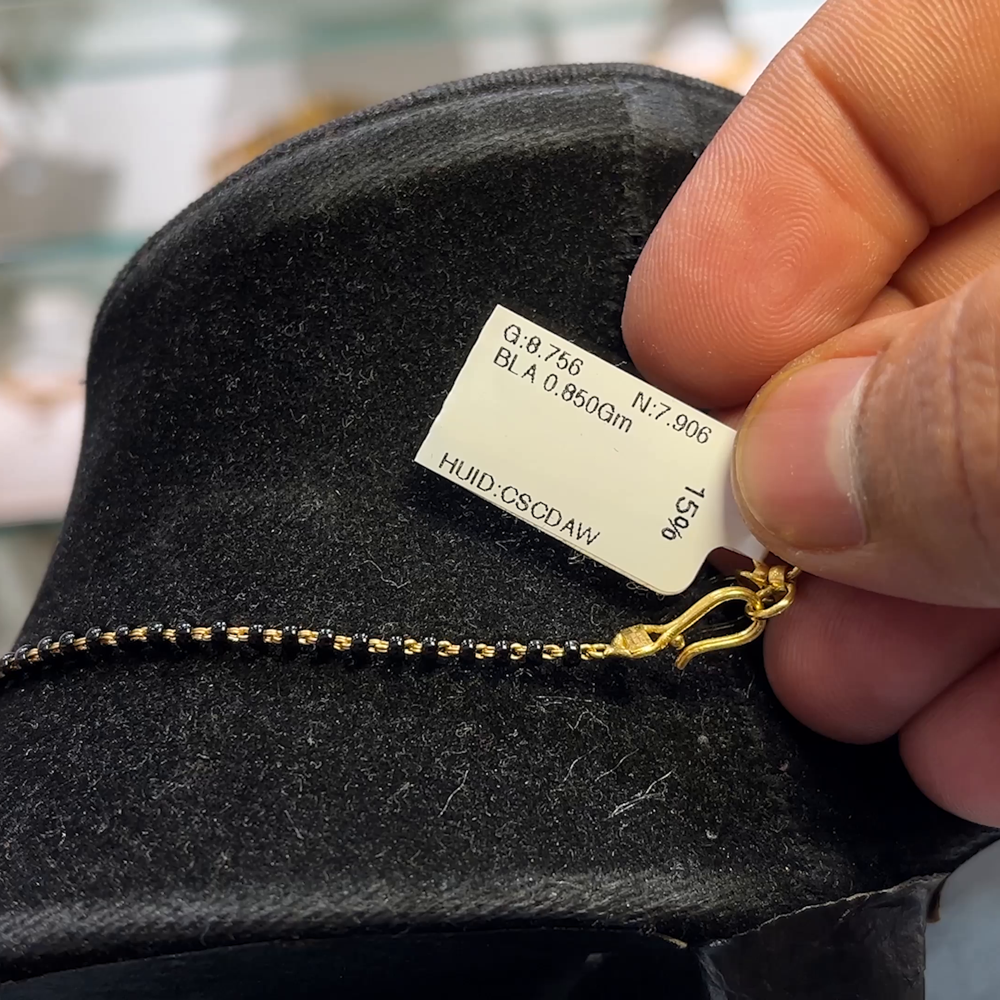 G:8.756 N:7.906
BLA 0.850Gm
15%
HUID:CSCDAW